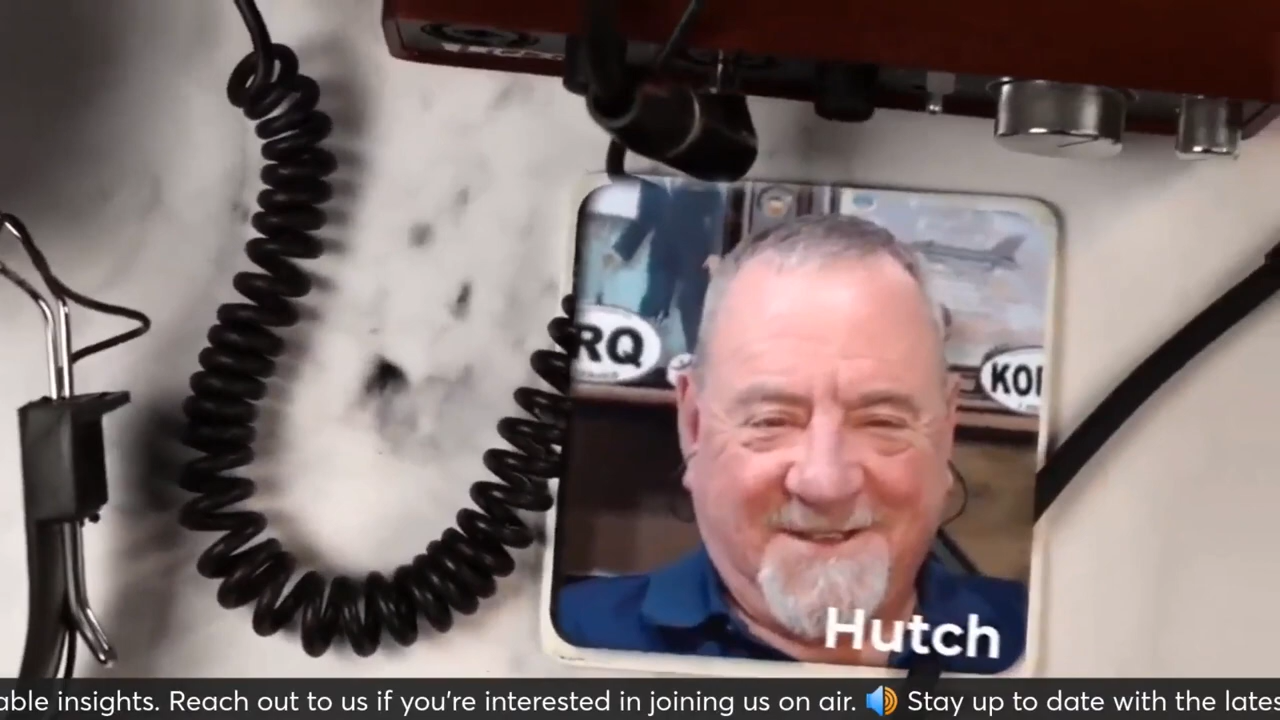 RQ
KOI
Hutch
able insights. Reach out to us if you're interested in joining us on air. 🔊 Stay up to date with the lates